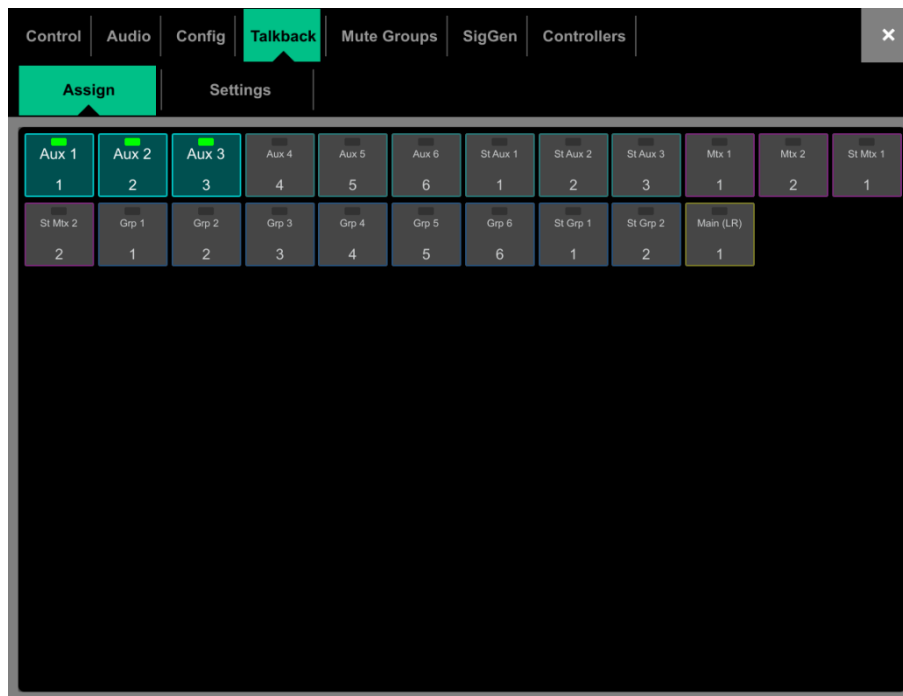 Control Audio Config Talkback Mute Groups SigGen Controllers ×
Assign Settings
Aux 1 Aux 2 Aux 3 Aux 4 Aux 5 Aux 6 St Aux 1 St Aux 2 St Aux 3 Mtx 1 Mtx 2 St Mtx 1
1 2 3 4 5 6 1 2 3 1 2 1
St Mtx 2 Grp 1 Grp 2 Grp 3 Grp 4 Grp 5 Grp 6 St Grp 1 St Grp 2 Main (LR)
2 1 2 3 4 5 6 1 2 1